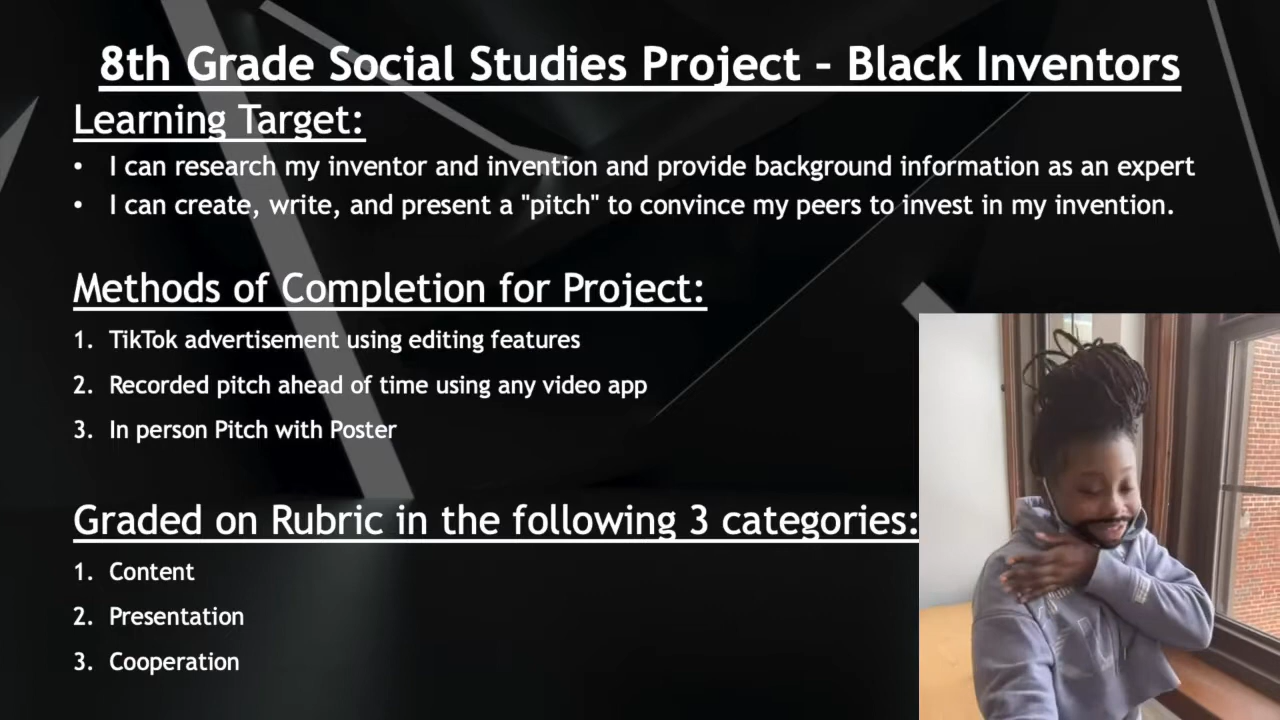 8th Grade Social Studies Project – Black Inventors
Learning Target:
• I can research my inventor and invention and provide background information as an expert
• I can create, write, and present a "pitch" to convince my peers to invest in my invention.
Methods of Completion for Project:
1. TikTok advertisement using editing features
2. Recorded pitch ahead of time using any video app
3. In person Pitch with Poster
Graded on Rubric in the following 3 categories:
1. Content
2. Presentation
3. Cooperation